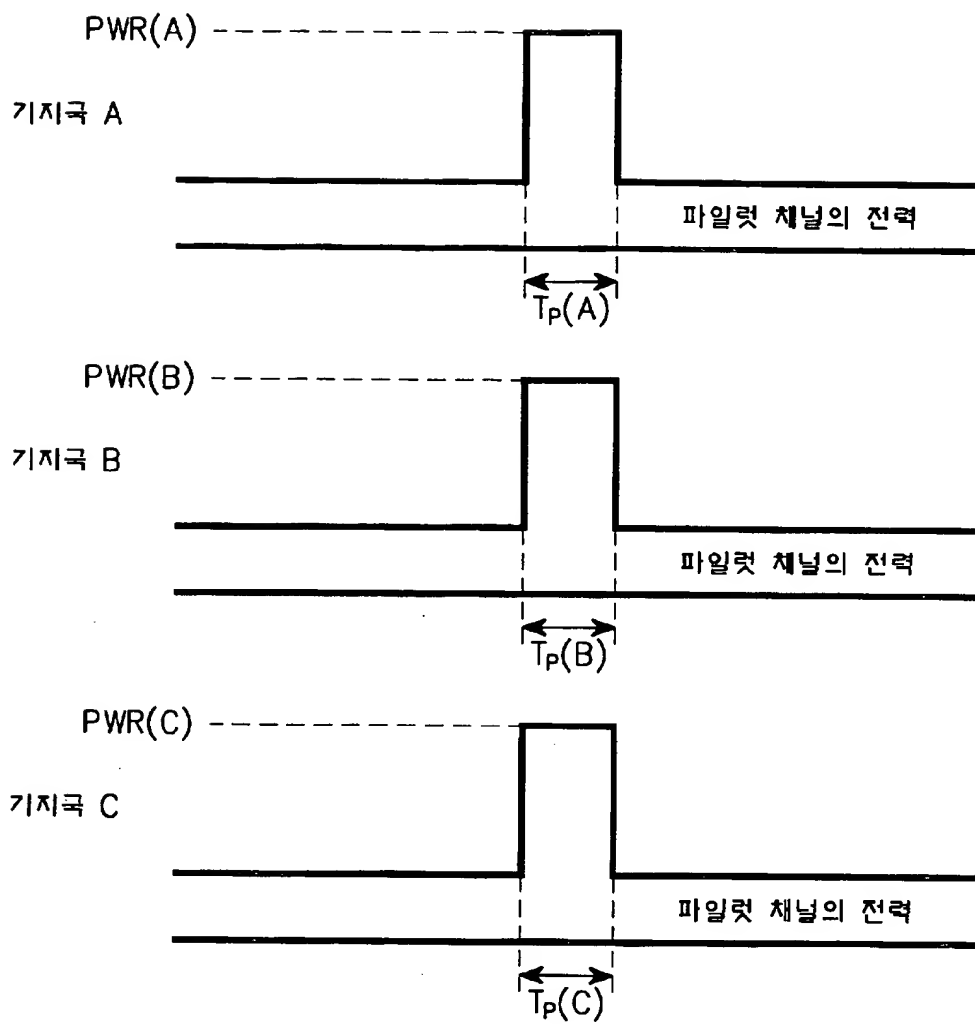 PWR(A)
기지국 A
파일럿 채널의 전력
TP(A)
PWR(B)
기지국 B
파일럿 채널의 전력
TP(B)
PWR(C)
기지국 C
파일럿 채널의 전력
TP(C)